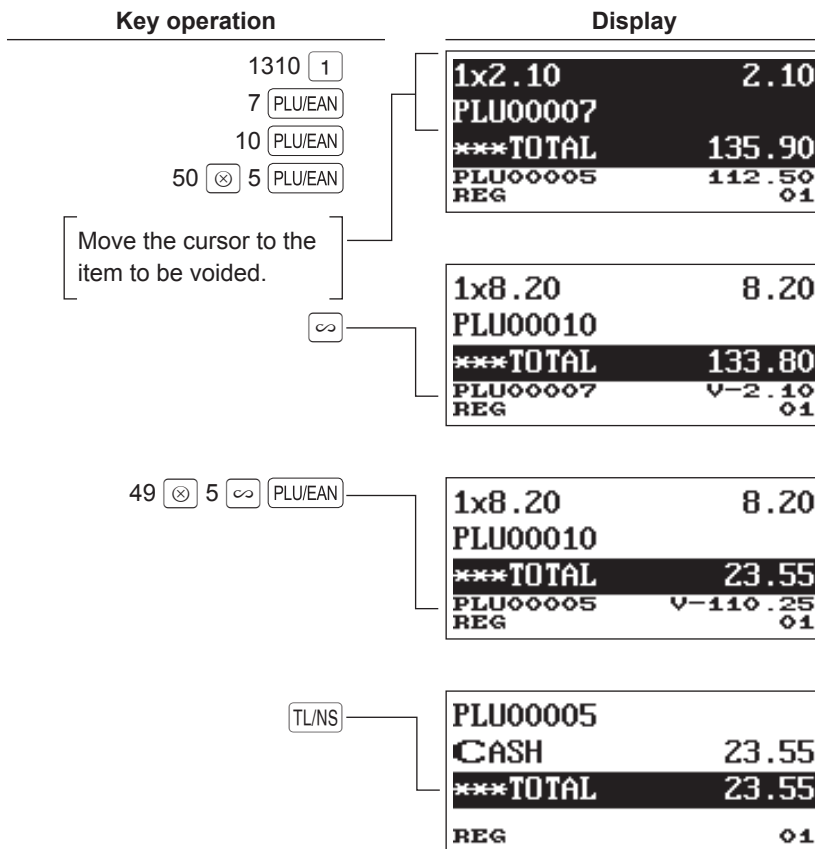 Key operation
Display
1310 1
7 PLU/EAN
10 PLU/EAN
50 ⊗ 5 PLU/EAN
Move the cursor to the
item to be voided.
1x2.10 2.10
PLU00007
***TOTAL 135.90
PLU00005 112.50
REG 01
∾
1x8.20 8.20
PLU00010
***TOTAL 133.80
PLU00007 V-2.10
REG 01
49 ⊗ 5 ∾ PLU/EAN
1x8.20 8.20
PLU00010
***TOTAL 23.55
PLU00005 V-110.25
REG 01
TL/NS
PLU00005
CASH 23.55
***TOTAL 23.55
REG 01